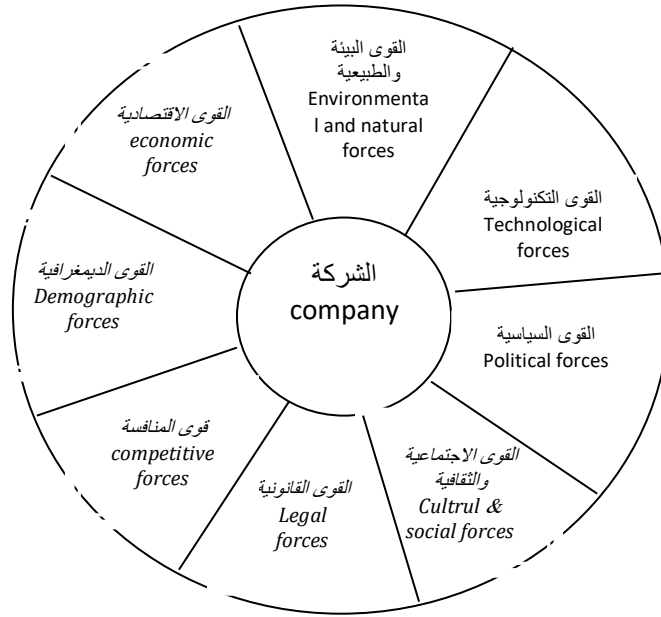 القوى البيئة
والطبيعية
Environmenta
l and natural
forces
القوى التكنولوجية
Technological
forces
القوى السياسية
Political forces
القوى الاجتماعية
والثقافية
Cultrul &
social forces
القوى القانونية
Legal
forces
قوى المنافسة
competitive
forces
القوى الديمغرافية
Demographic
forces
القوى الاقتصادية
economic
forces
الشركة
company